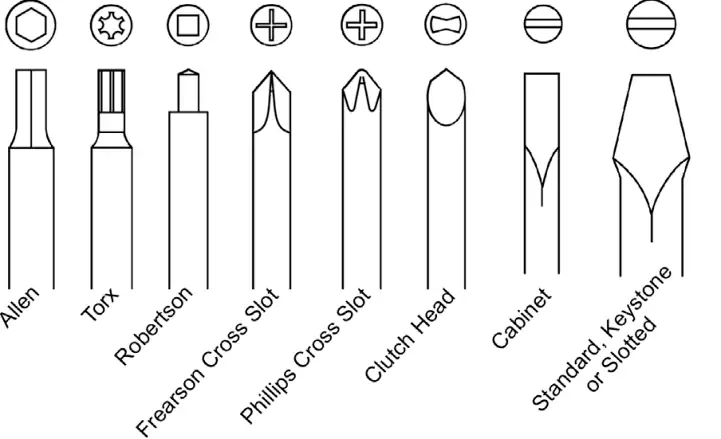 Allen
Torx
Robertson
Frearson Cross Slot
Phillips Cross Slot
Clutch Head
Cabinet
Standard, Keystone
or Slotted